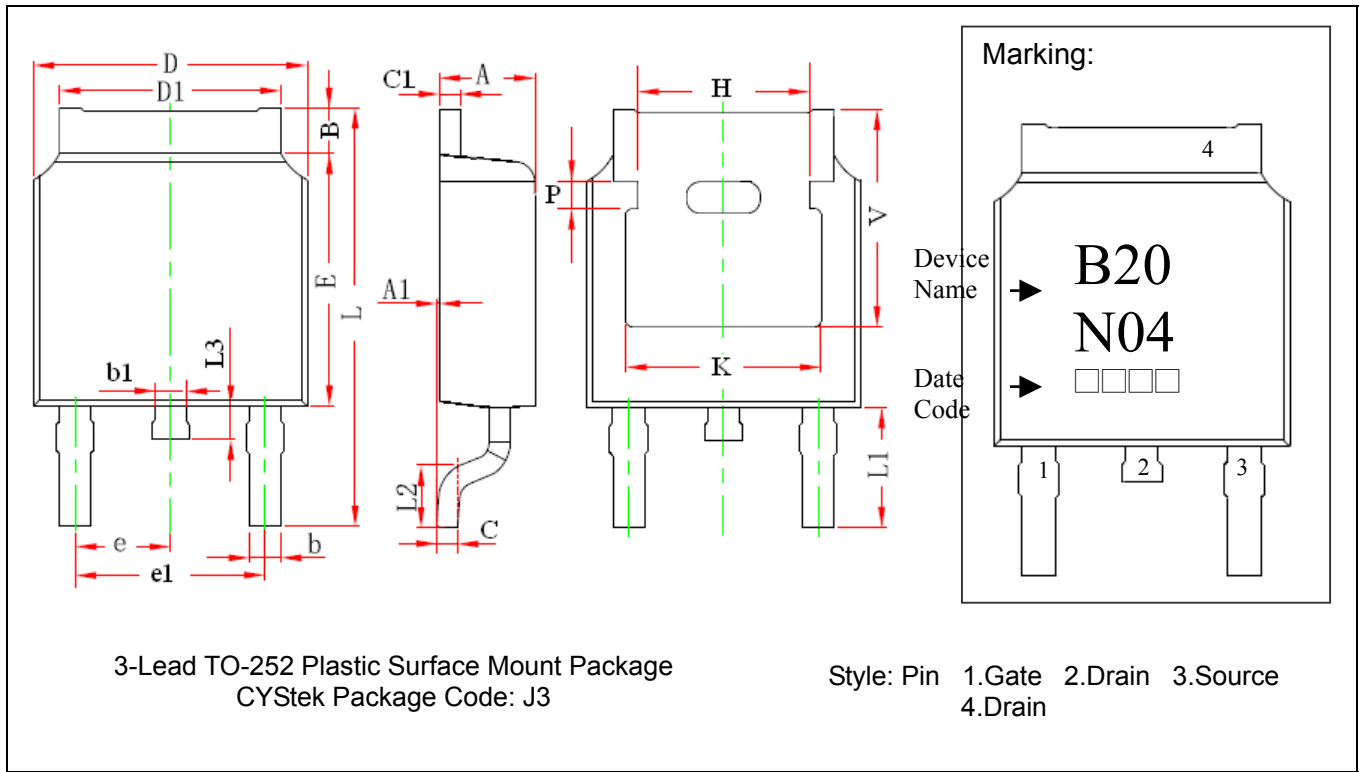 D
D1
B
E
L
L3
b1
e
e1
b
C1
A
A1
L2
C
H
P
V
K
L1
Marking:
4
Device
Name
B20
N04
Date
Code
□□□□
1
2
3
3-Lead TO-252 Plastic Surface Mount Package
CYStek Package Code: J3
Style: Pin 1.Gate 2.Drain 3.Source
4.Drain